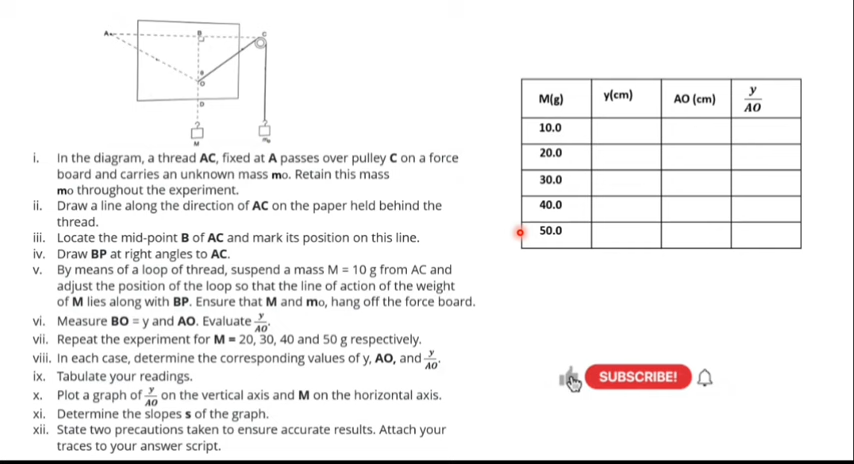 A
B
C
O
D
M
i. In the diagram, a thread AC, fixed at A passes over pulley C on a force
board and carries an unknown mass mo. Retain this mass
mo throughout the experiment.
ii. Draw a line along the direction of AC on the paper held behind the
thread.
iii. Locate the mid-point B of AC and mark its position on this line.
iv. Draw BP at right angles to AC.
v. By means of a loop of thread, suspend a mass M = 10 g from AC and
adjust the position of the loop so that the line of action of the weight
of M lies along with BP. Ensure that M and mo, hang off the force board.
vi. Measure BO = y and AO. Evaluate y/AO.
vii. Repeat the experiment for M = 20, 30, 40 and 50 g respectively.
viii. In each case, determine the corresponding values of y, AO, and y/AO.
ix. Tabulate your readings.
x. Plot a graph of y/AO on the vertical axis and M on the horizontal axis.
xi. Determine the slopes s of the graph.
xii. State two precautions taken to ensure accurate results. Attach your
traces to your answer script.
M(g) y(cm) AO (cm) y/AO
10.0
20.0
30.0
40.0
50.0
SUBSCRIBE!